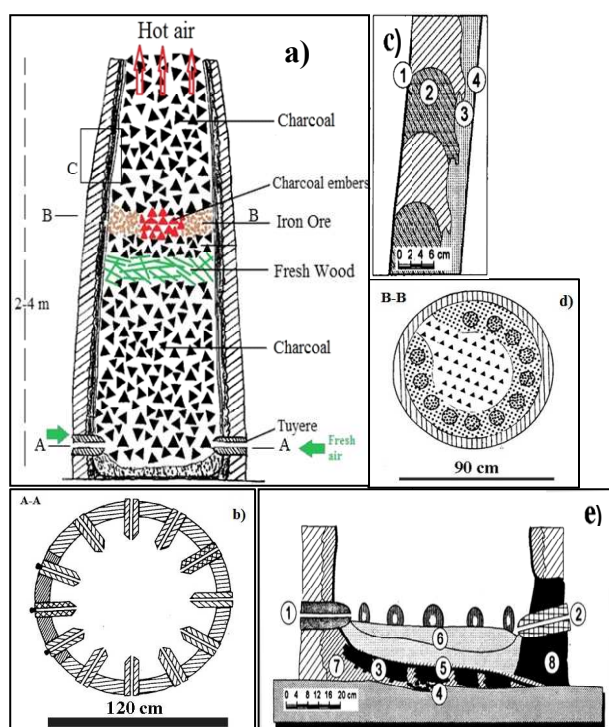 Hot air
a)
Charcoal
C
Charcoal embers
B
B
Iron Ore
Fresh Wood
2-4 m
Charcoal
Tuyere
A
A
Fresh
air
c)
1
2
3
4
0 2 4 6
cm
B-B
d)
90 cm
A-A
b)
120 cm
e)
1
2
6
7
3
5
4
8
0 4 8 12 16 20
cm